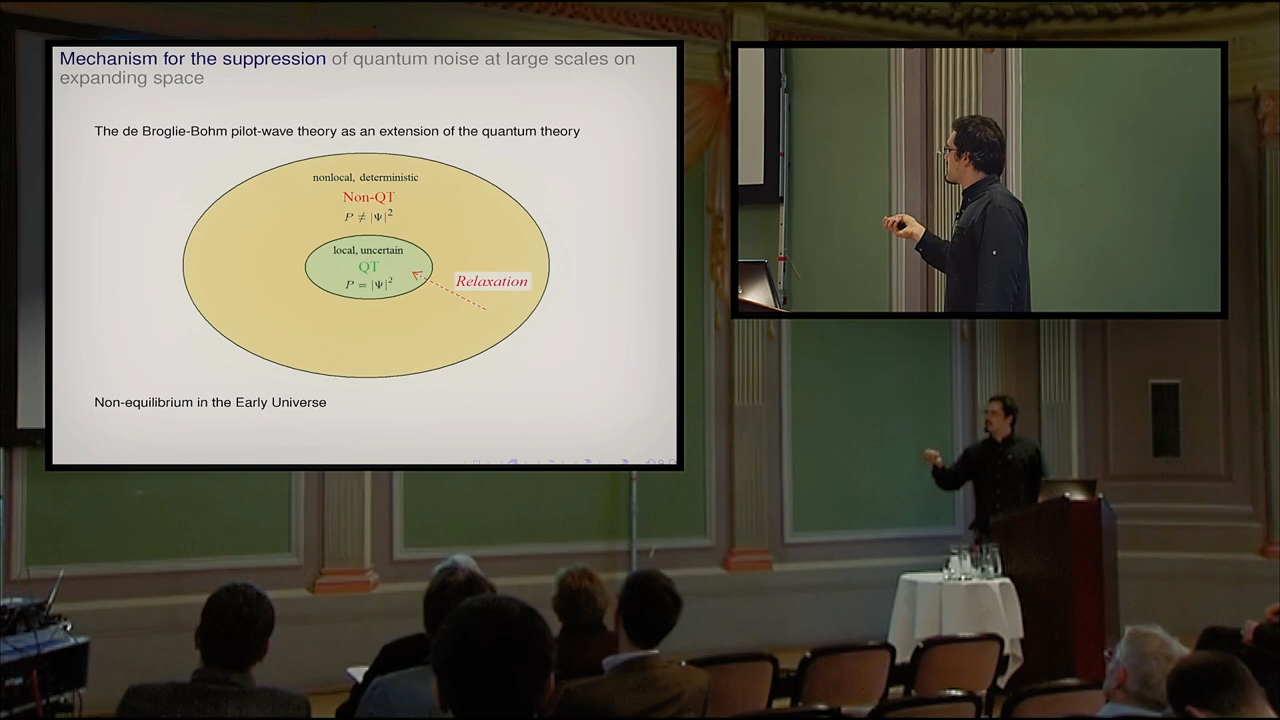 Mechanism for the suppression of quantum noise at large scales on
expanding space
The de Broglie-Bohm pilot-wave theory as an extension of the quantum theory
nonlocal, deterministic
Non-QT
P ≠ |Ψ|²
local, uncertain
QT
P = |Ψ|²
Relaxation
Non-equilibrium in the Early Universe